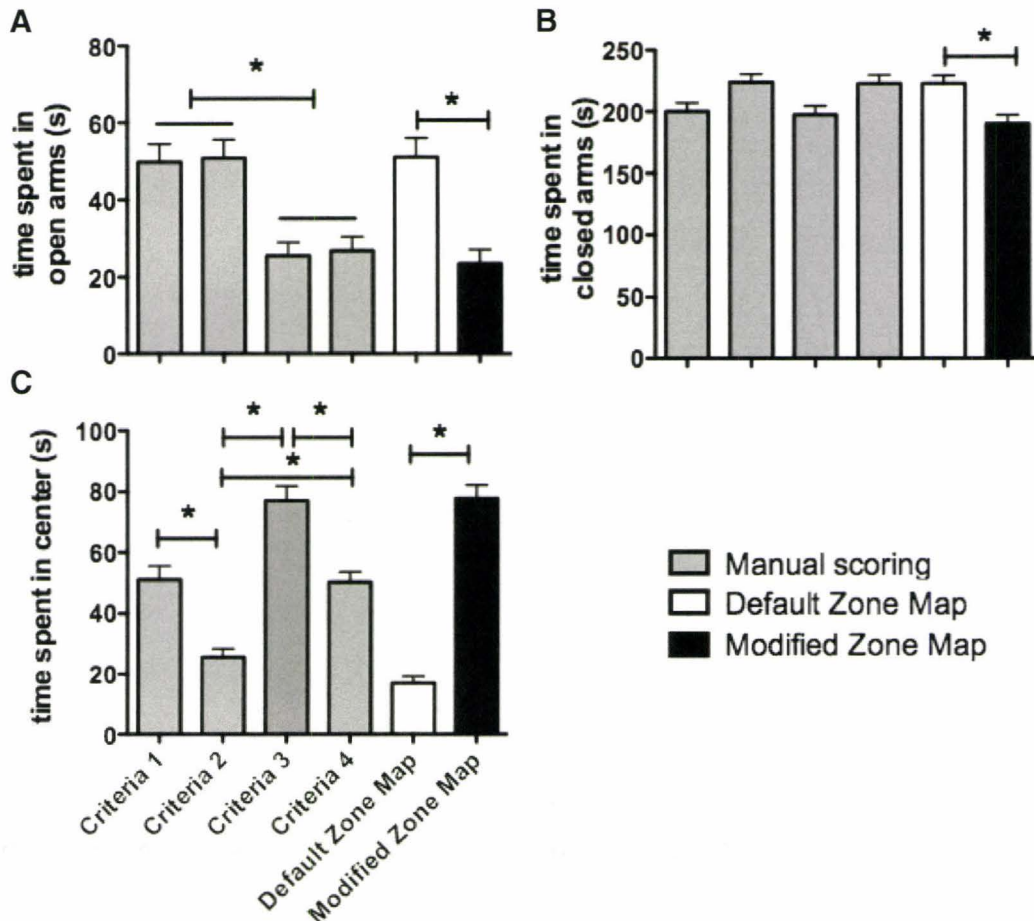 A
time spent in
open arms (s)
80
60
40
20
0
*
*
B
time spent in
closed arms (s)
250
200
150
100
50
0
*
C
time spent in center (s)
100
80
60
40
20
0
*
*
*
*
*
Criteria 1
Criteria 2
Criteria 3
Criteria 4
Default Zone Map
Modified Zone Map
Manual scoring
Default Zone Map
Modified Zone Map